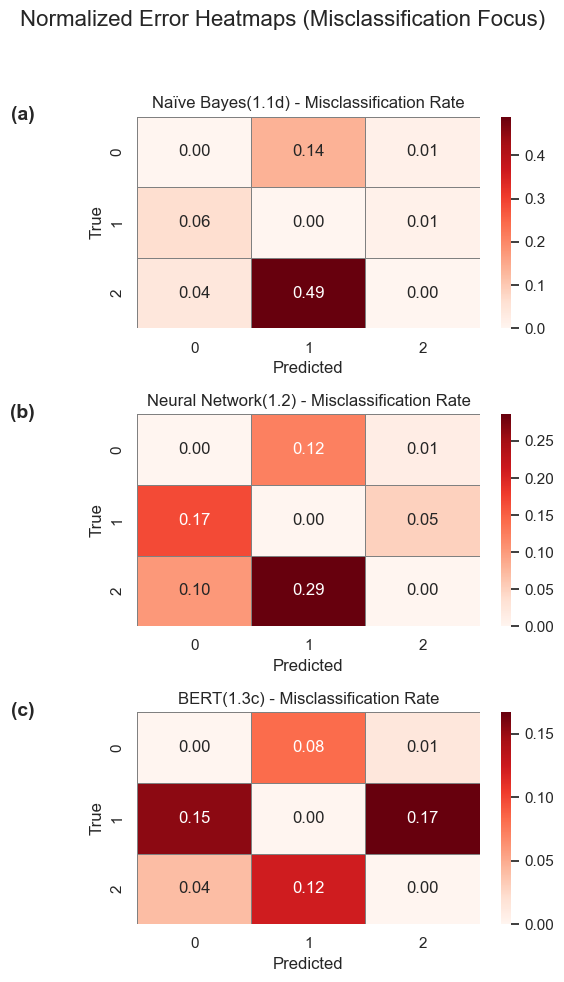 Normalized Error Heatmaps (Misclassification Focus)
(a)
Naïve Bayes(1.1d) - Misclassification Rate
0 0.00 0.14 0.01
1 0.06 0.00 0.01
2 0.04 0.49 0.00
True
0 1 2
Predicted
0.4
0.3
0.2
0.1
0.0
(b)
Neural Network(1.2) - Misclassification Rate
0 0.00 0.12 0.01
1 0.17 0.00 0.05
2 0.10 0.29 0.00
True
0 1 2
Predicted
0.25
0.20
0.15
0.10
0.05
0.00
(c)
BERT(1.3c) - Misclassification Rate
0 0.00 0.08 0.01
1 0.15 0.00 0.17
2 0.04 0.12 0.00
True
0 1 2
Predicted
0.15
0.10
0.05
0.00